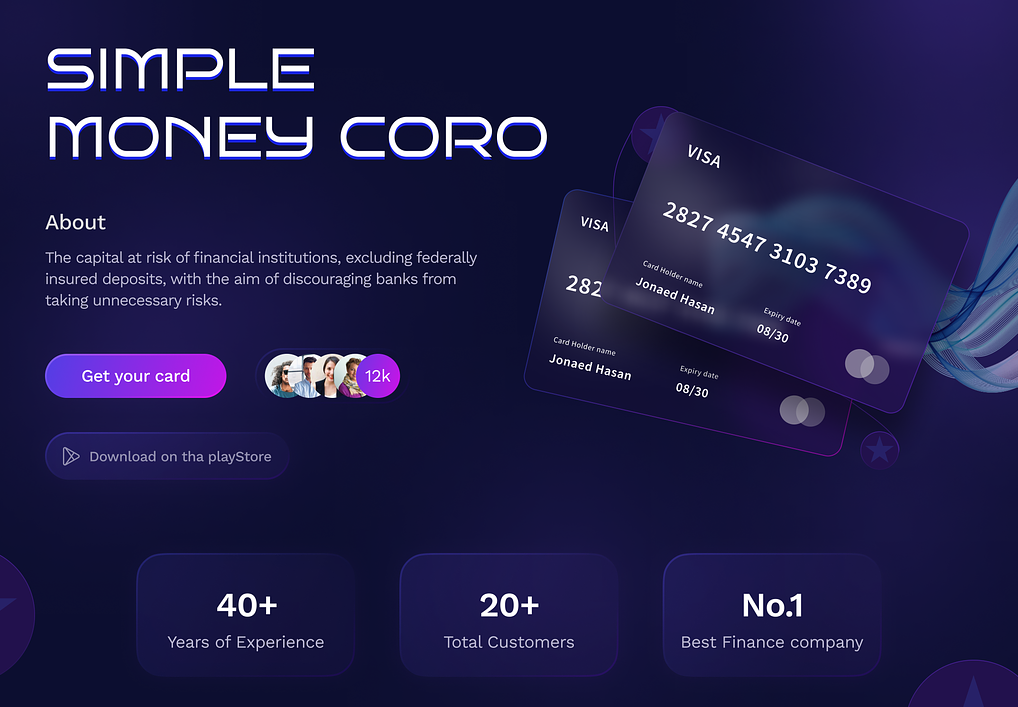 SIMPLE
MONEY CORO
About
The capital at risk of financial institutions, excluding federally
insured deposits, with the aim of discouraging banks from
taking unnecessary risks.
Get your card
12k
Download on tha playStore
VISA
2827 4547 3103 7389
Card Holder name
Jonaed Hasan
Expiry date
08/30
VISA
282
Card Holder name
Jonaed Hasan
Expiry date
08/30
40+
Years of Experience
20+
Total Customers
No.1
Best Finance company